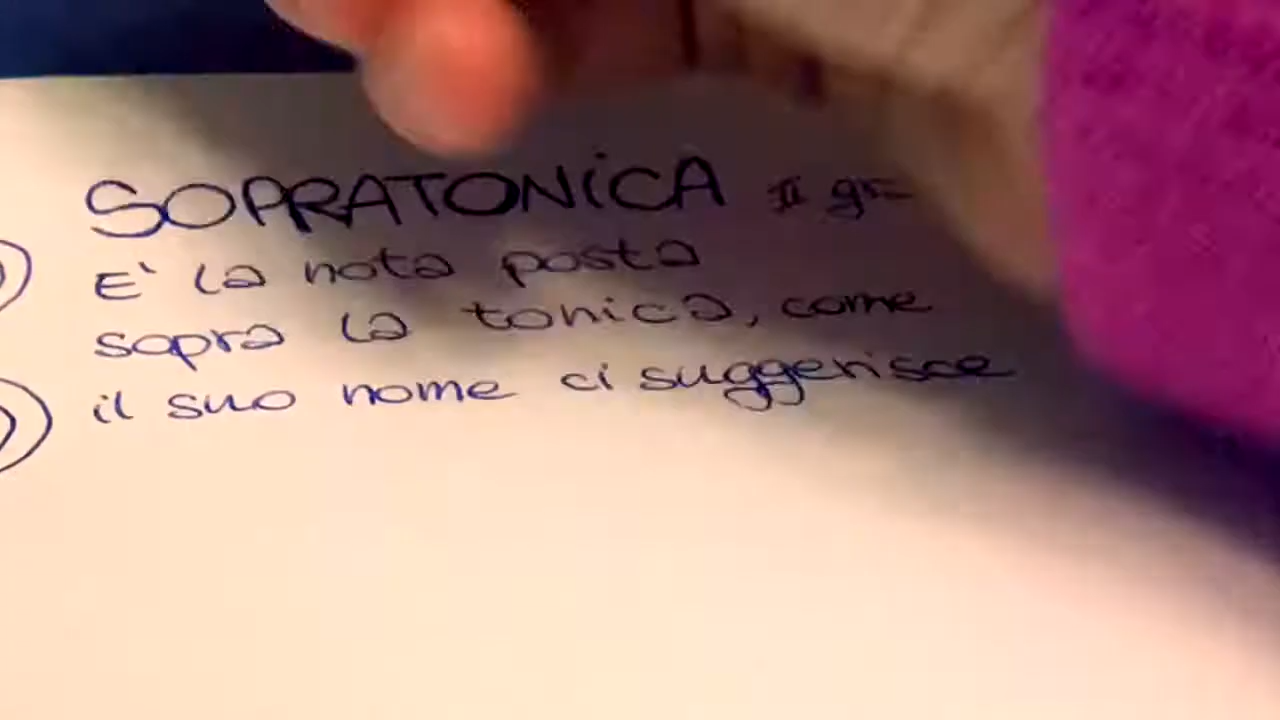 SOPRATONICA II gr
E' la nota posta
sopra la tonica, come
il suo nome ci suggerisce